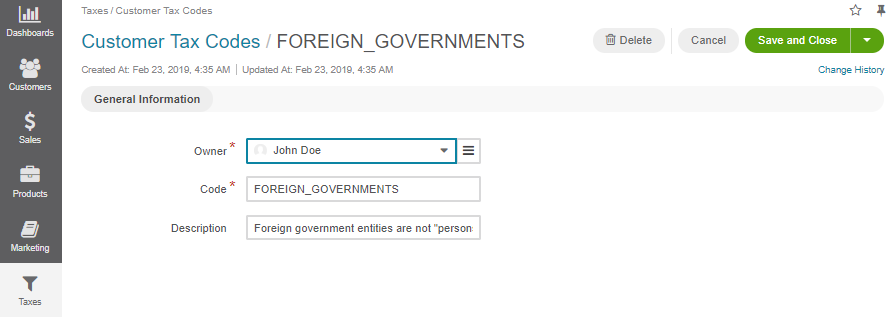 Dashboards
Customers
Sales
Products
Marketing
Taxes
Taxes / Customer Tax Codes
Customer Tax Codes / FOREIGN_GOVERNMENTS
Delete
Cancel
Save and Close
Created At: Feb 23, 2019, 4:35 AM | Updated At: Feb 23, 2019, 4:35 AM
Change History
General Information
Owner * John Doe
Code * FOREIGN_GOVERNMENTS
Description Foreign government entities are not "person